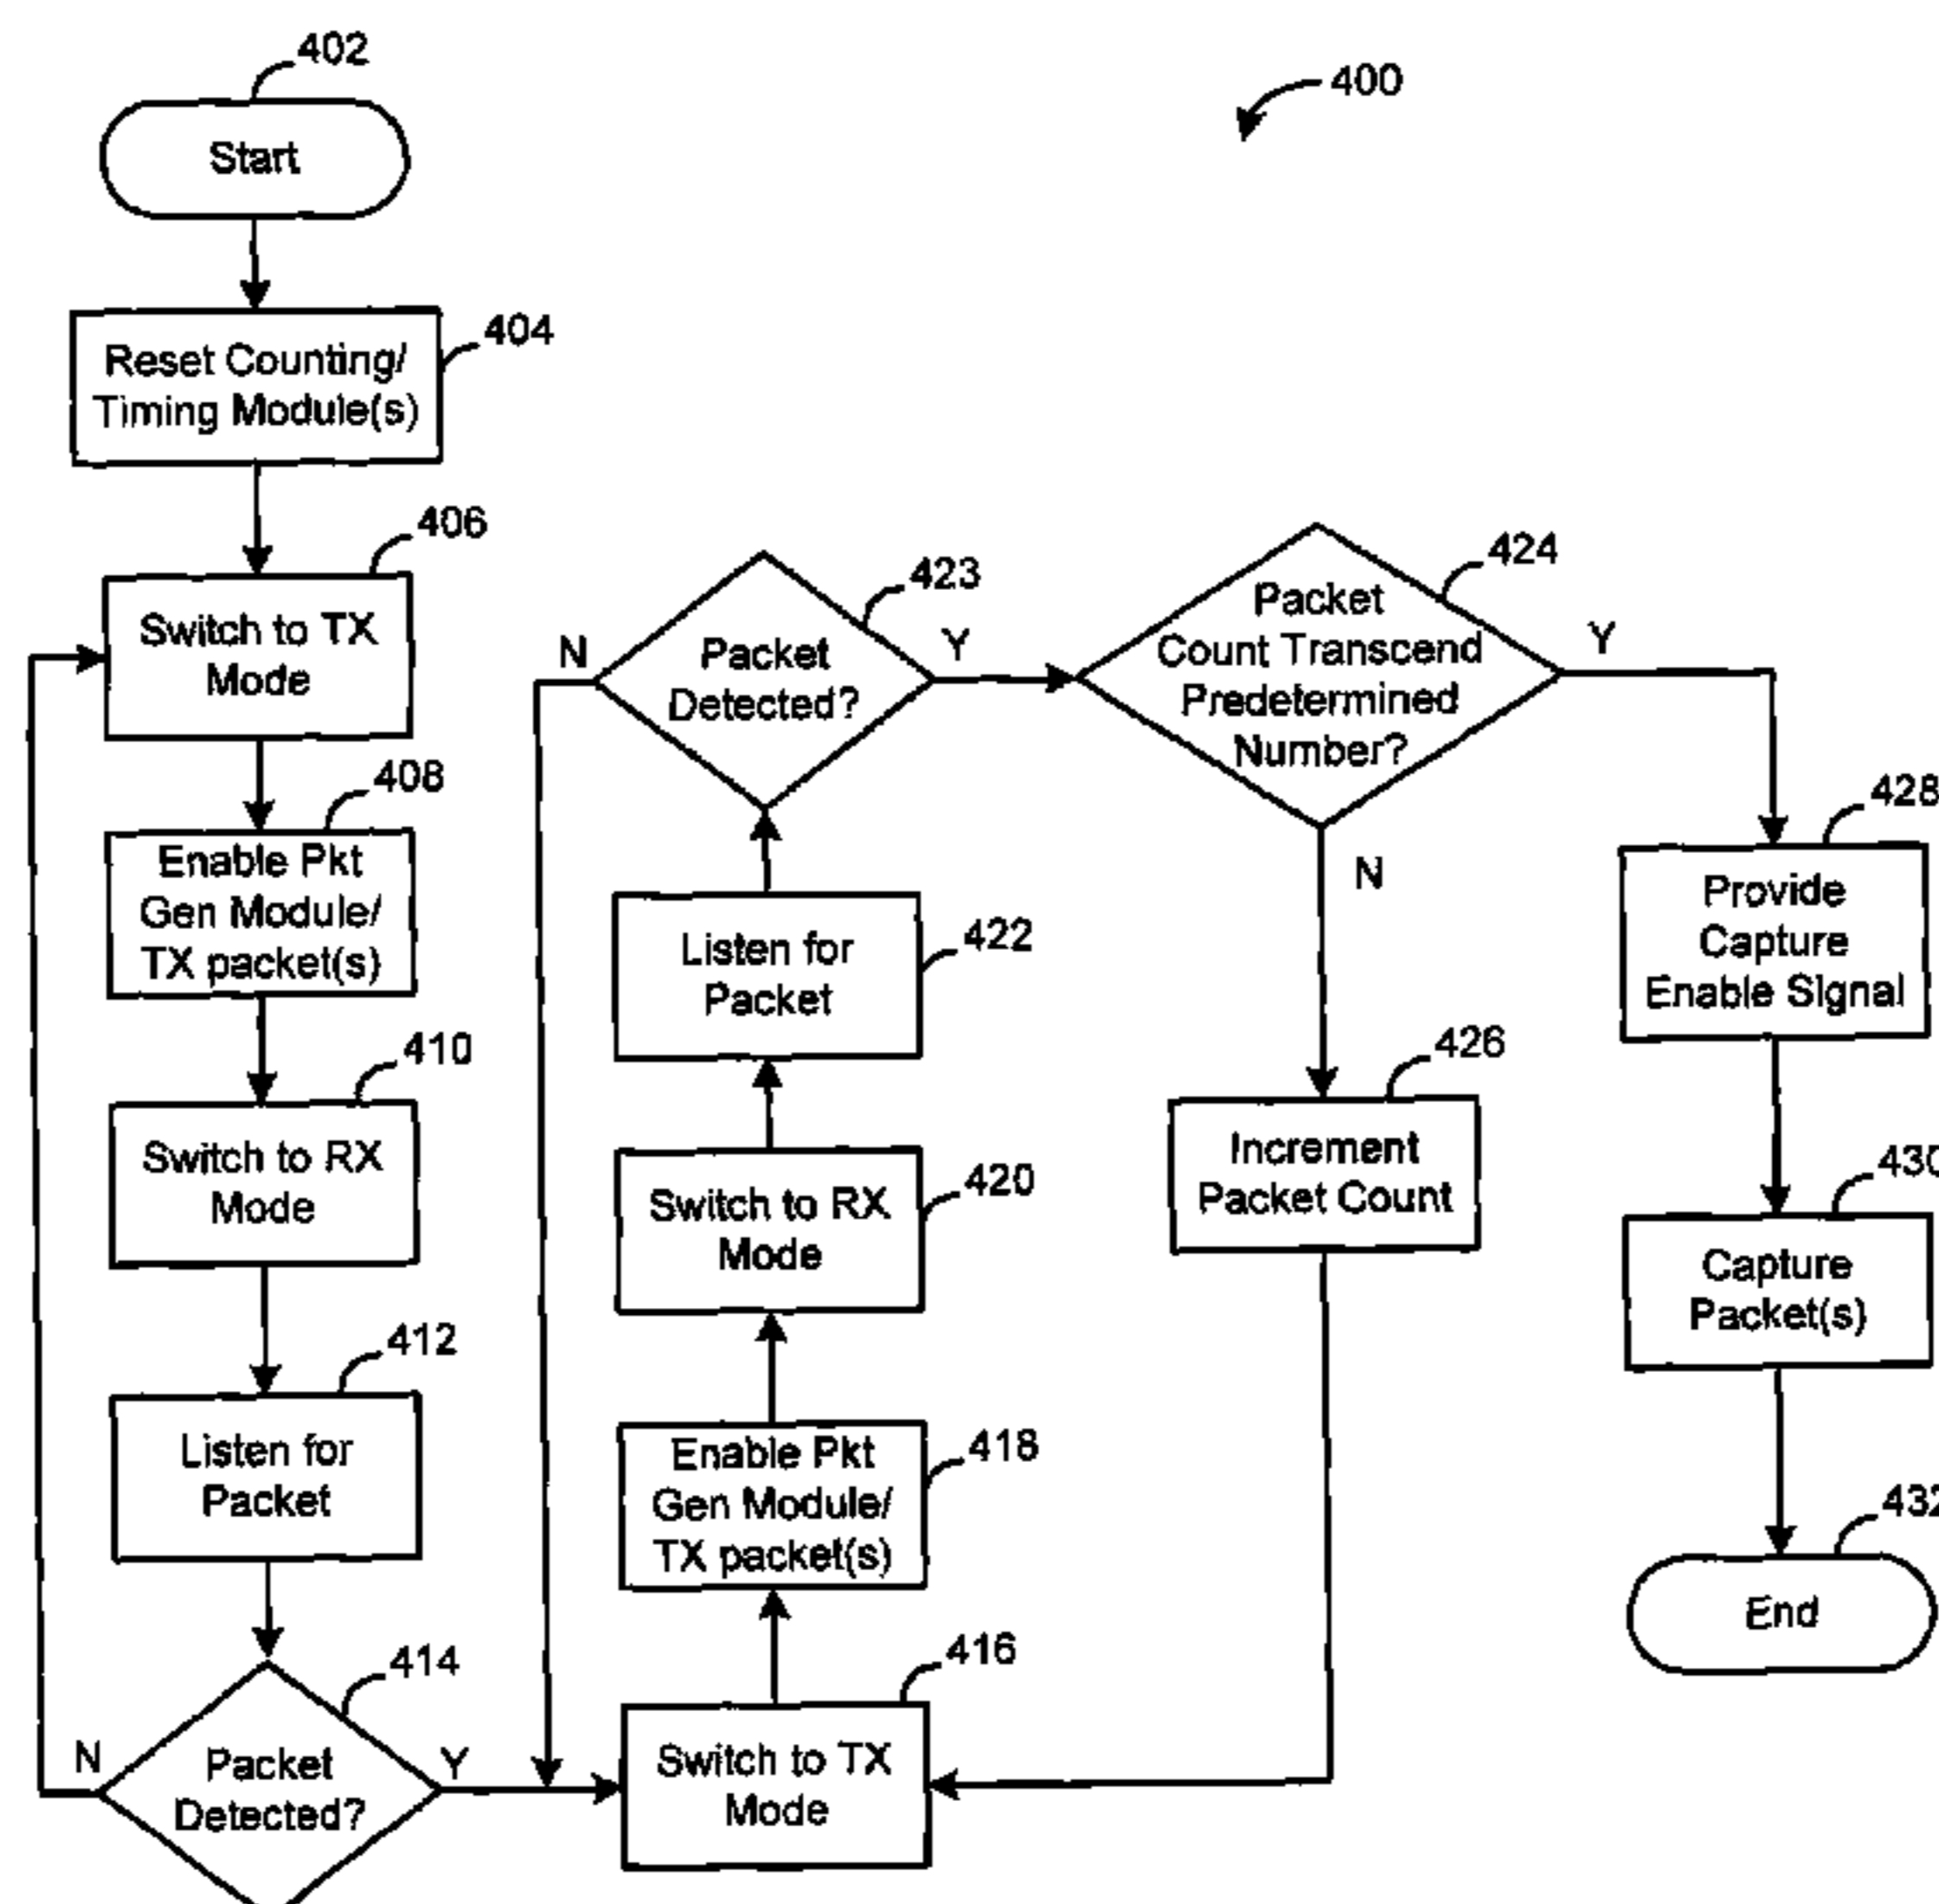 402
Start
400
Reset Counting/
Timing Module(s)
404
406
Switch to TX
Mode
408
Enable Pkt
Gen Module/
TX packet(s)
410
Switch to RX
Mode
412
Listen for
Packet
414
N
Packet
Detected?
Y
416
Switch to TX
Mode
418
Enable Pkt
Gen Module/
TX packet(s)
420
Switch to RX
Mode
422
Listen for
Packet
423
N
Packet
Detected?
Y
424
Packet
Count Transcend
Predetermined
Number?
Y
N
426
Increment
Packet Count
428
Provide
Capture
Enable Signal
430
Capture
Packet(s)
432
End